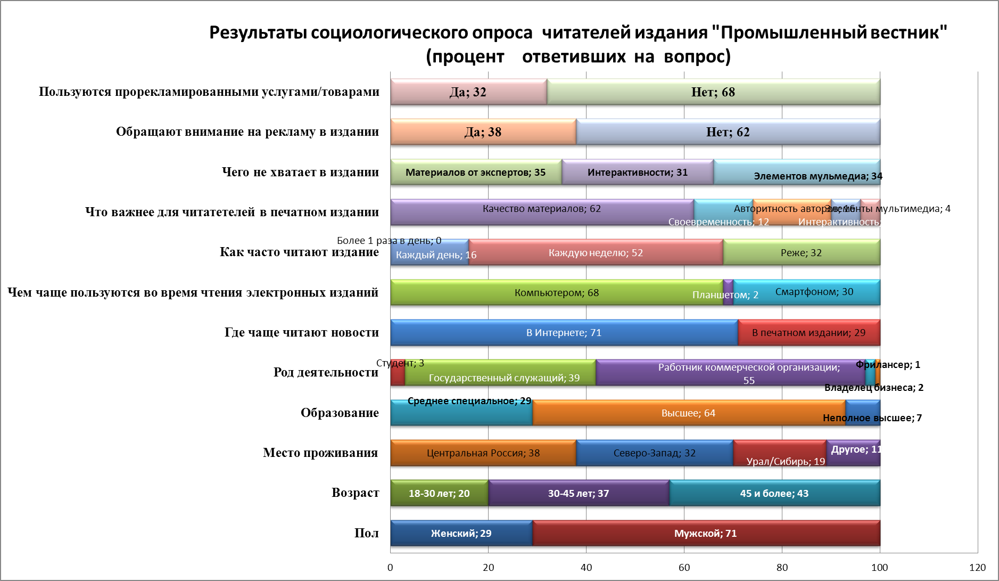 Результаты социологического опроса читателей издания "Промышленный вестник"
(процент ответивших на вопрос)
Пользуются прорекламированными услугами/товарами
Да; 32
Нет; 68
Обращают внимание на рекламу в издании
Да; 38
Нет; 62
Чего не хватает в издании
Материалов от экспертов; 35
Интерактивности; 31
Элементов мульмедиа; 34
Что важнее для читатетелей в печатном издании
Качество материалов; 62
Своевременность; 12
Авторитность авторов; 16
Элементы мультимедиа; 4
Интерактивность;
Как часто читают издание
Более 1 раза в день; 0
Каждый день; 16
Каждую неделю; 52
Реже; 32
Чем чаще пользуются во время чтения электронных изданий
Компьютером; 68
Планшетом; 2
Смартфоном; 30
Где чаще читают новости
В Интернете; 71
В печатном издании; 29
Род деятельности
Студент; 3
Государственный служащий; 39
Работник коммерческой организации;
55
Фрилансер; 1
Владелец бизнеса; 2
Образование
Среднее специальное; 29
Высшее; 64
Неполное высшее; 7
Место проживания
Центральная Россия; 38
Северо-Запад; 32
Урал/Сибирь; 19
Другое; 11
Возраст
18-30 лет; 20
30-45 лет; 37
45 и более; 43
Пол
Женский; 29
Мужской; 71
0 20 40 60 80 100 120